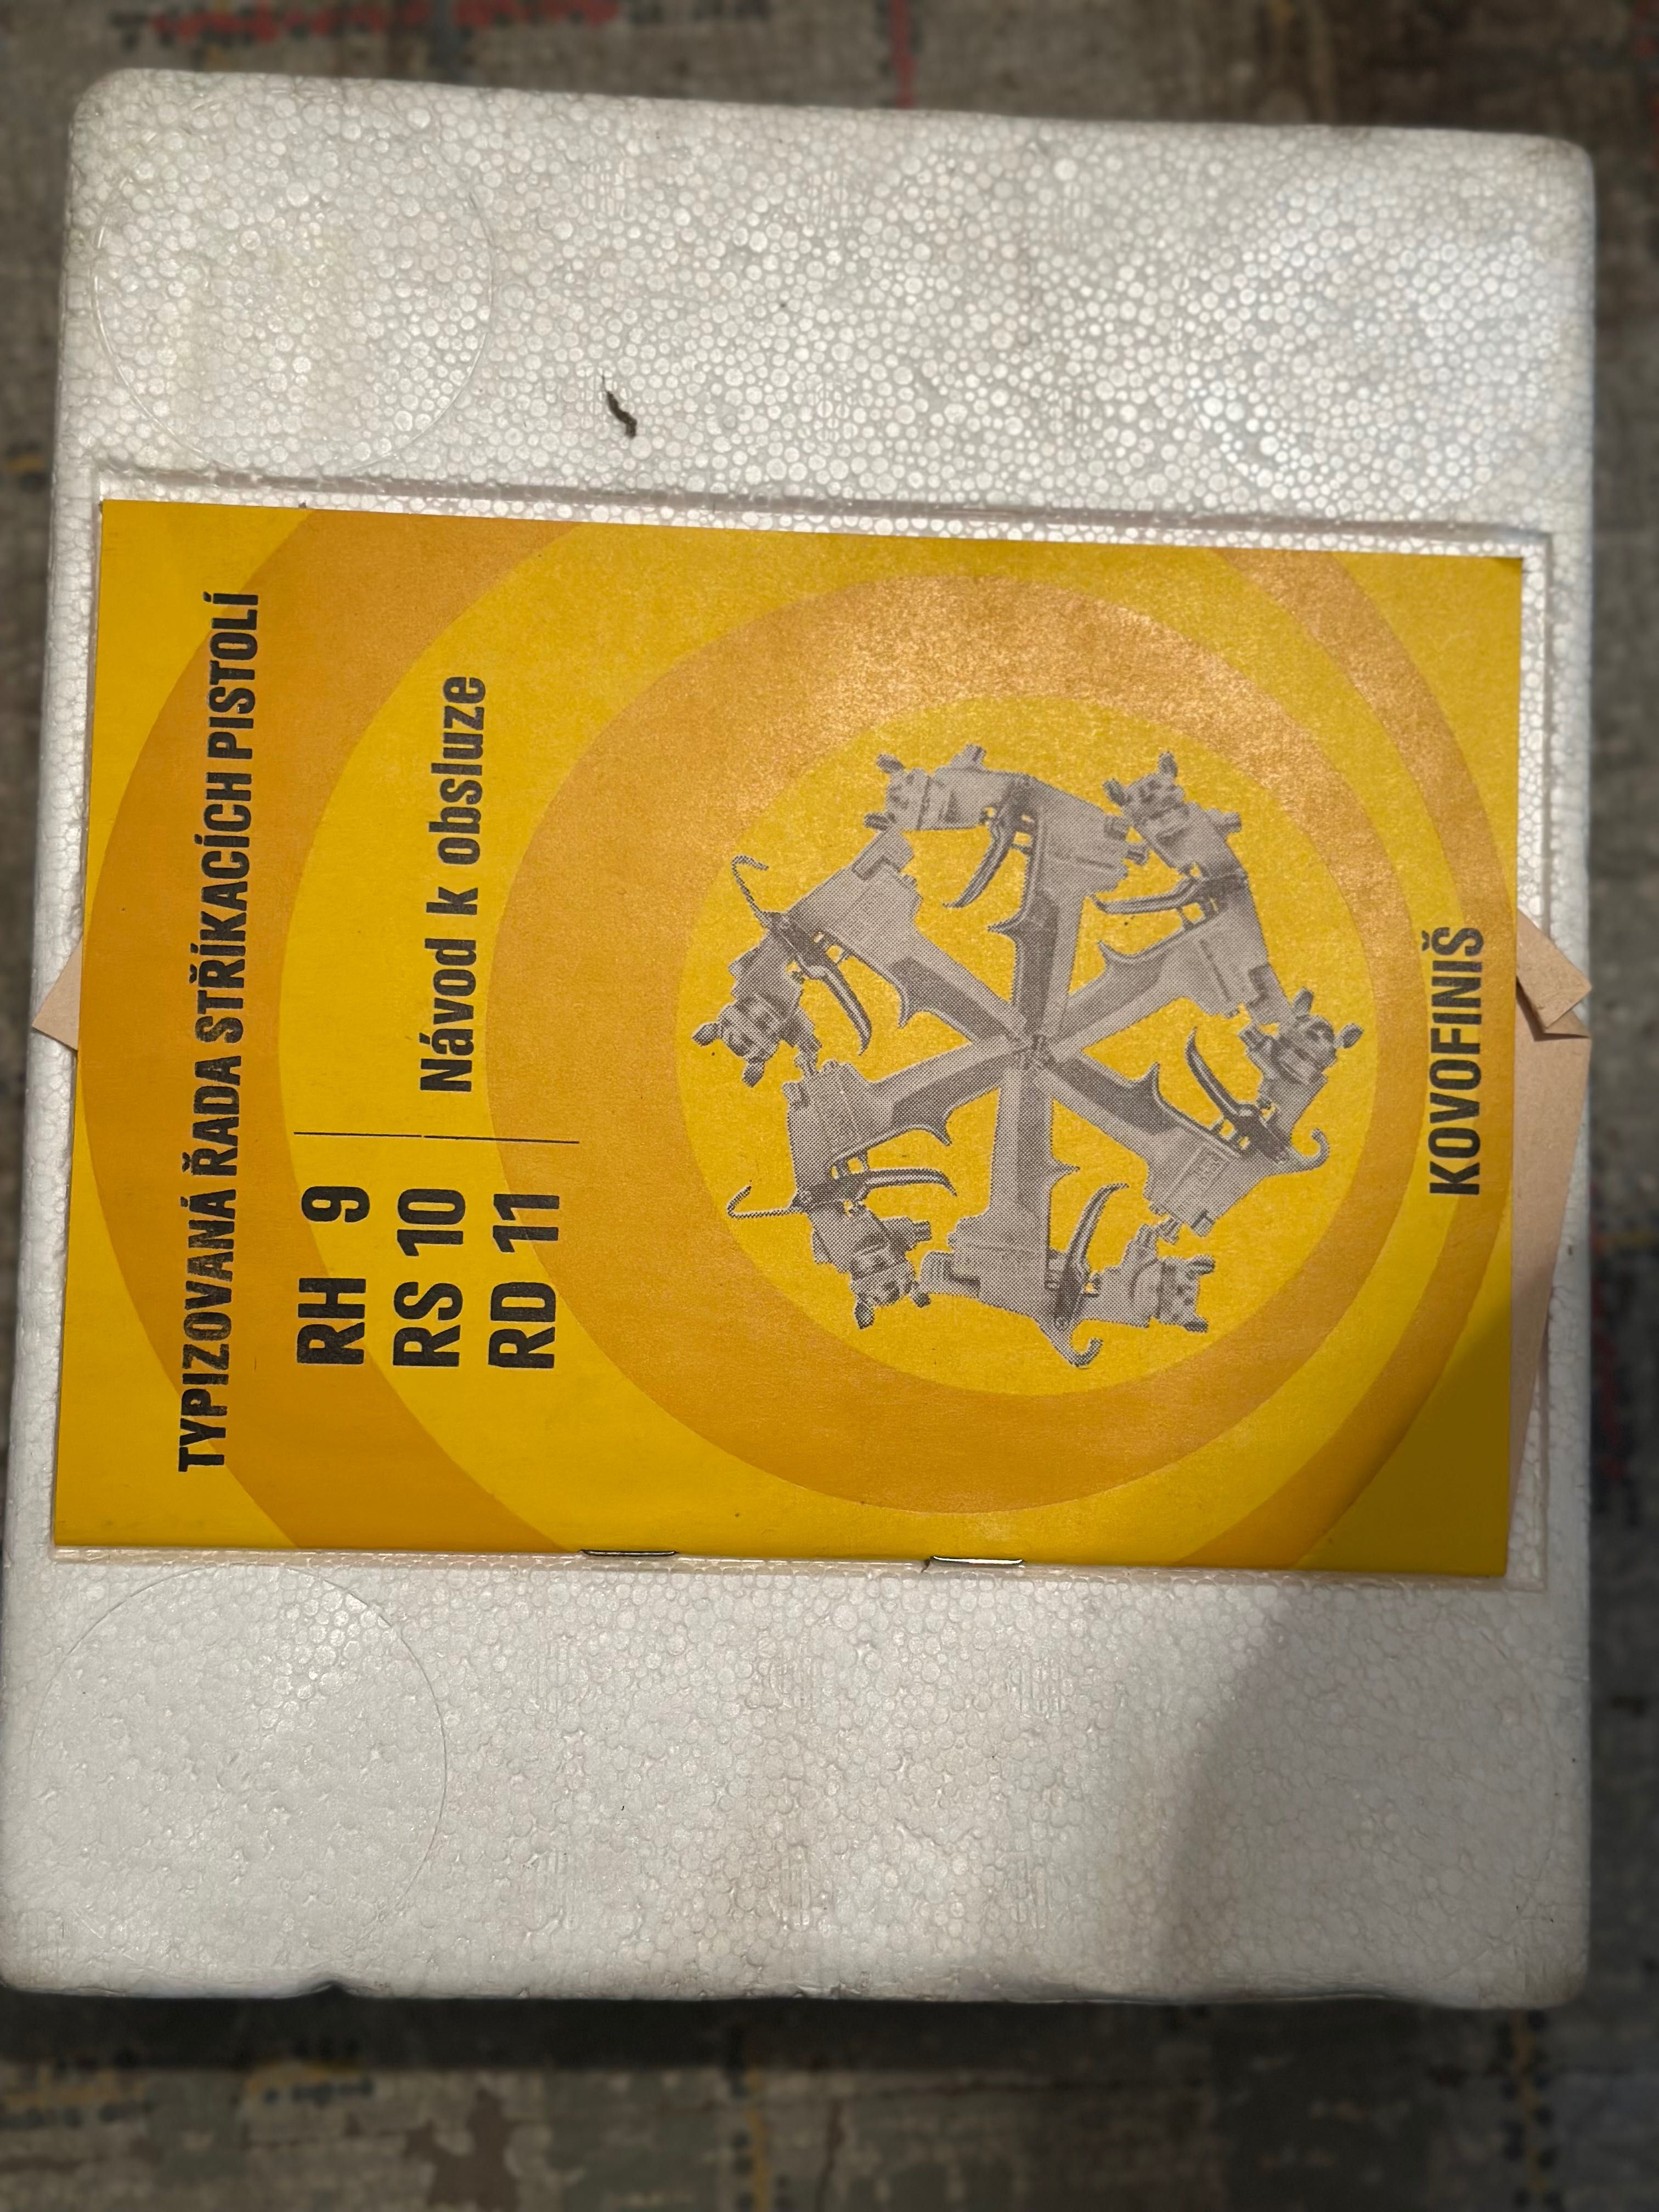 TYPIZOVANÁ ŘADA STŘÍKACÍCH PISTOLÍ
RH 9
RS 10
RD 11
Návod k obsluze
KOVOFINIŠ